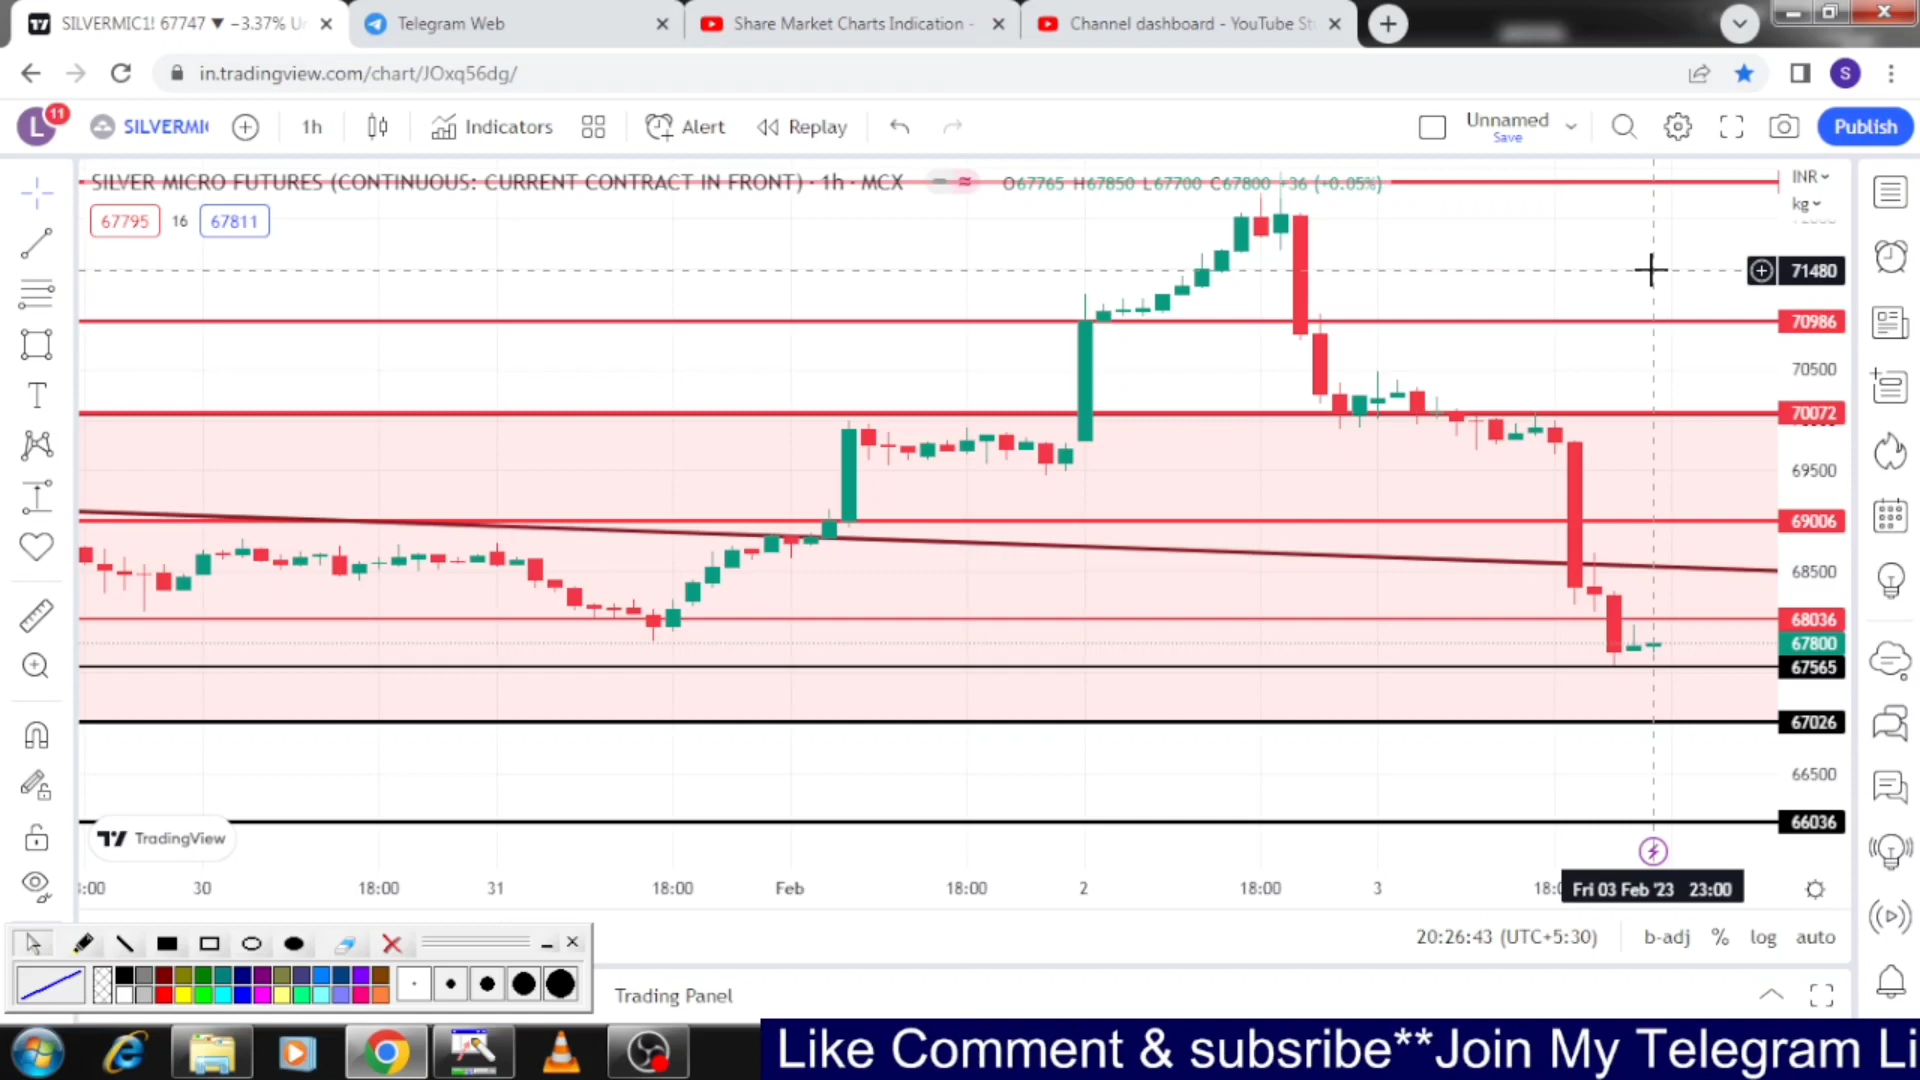 SILVERMIC1! 67747 ▼ −3.37% Ur
Telegram Web
Share Market Charts Indication -
Channel dashboard - YouTube St
in.tradingview.com/chart/JOxq56dg/
S
L
11
SILVERMI
1h
Indicators
Alert
Replay
Unnamed
Save
Publish
SILVER MICRO FUTURES (CONTINUOUS: CURRENT CONTRACT IN FRONT) · 1h · MCX
O67765 H67850 L67700 C67800 +36 (+0.05%)
INR
kg
67795
16
67811
71480
70986
70500
70072
69500
69006
68500
68036
67800
67565
67026
66500
66036
TradingView
:00
30
18:00
31
18:00
Feb
18:00
2
18:00
3
18:0
Fri 03 Feb '23 23:00
20:26:43 (UTC+5:30)
b-adj
%
log
auto
Trading Panel
Like Comment & subsribe**Join My Telegram Li